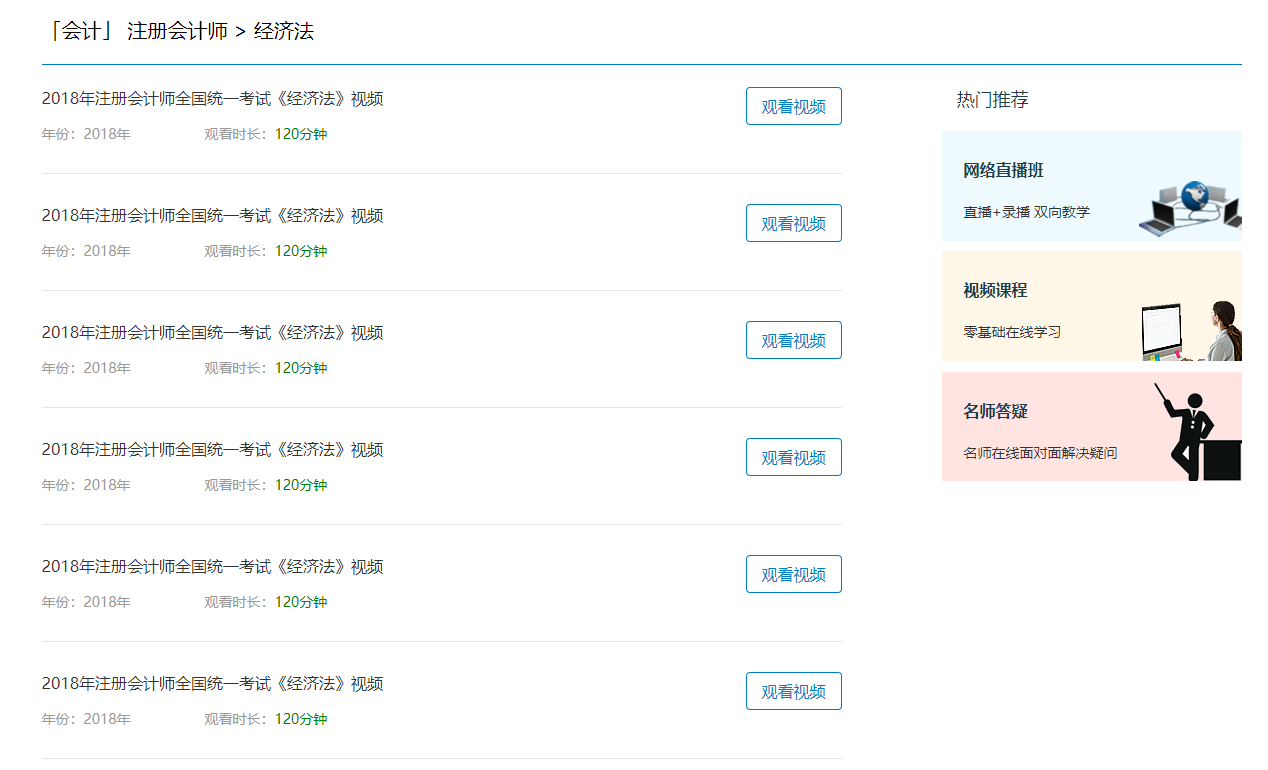 「会计」 注册会计师 > 经济法
2018年注册会计师全国统一考试《经济法》视频
观看视频
年份：2018年 观看时长：120分钟
2018年注册会计师全国统一考试《经济法》视频
观看视频
年份：2018年 观看时长：120分钟
2018年注册会计师全国统一考试《经济法》视频
观看视频
年份：2018年 观看时长：120分钟
2018年注册会计师全国统一考试《经济法》视频
观看视频
年份：2018年 观看时长：120分钟
2018年注册会计师全国统一考试《经济法》视频
观看视频
年份：2018年 观看时长：120分钟
2018年注册会计师全国统一考试《经济法》视频
观看视频
年份：2018年 观看时长：120分钟
热门推荐
网络直播班
直播+录播 双向教学
视频课程
零基础在线学习
名师答疑
名师在线面对面解决疑问